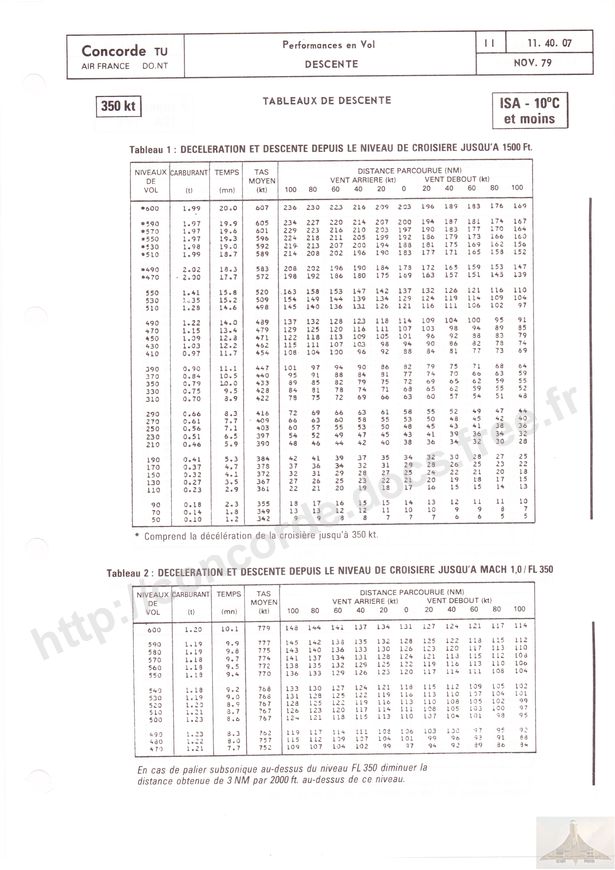 Concorde TU
AIR FRANCE DO.NT
Performances en Vol
DESCENTE
II
11. 40. 07
NOV. 79
350 kt
TABLEAUX DE DESCENTE
ISA - 10°C
et moins
Tableau 1 : DECELERATION ET DESCENTE DEPUIS LE NIVEAU DE CROISIERE JUSQU'A 1500 Ft.
NIVEAUX DE VOL CARBURANT (t) TEMPS (mn) TAS MOYEN (kt) DISTANCE PARCOURUE (NM)
VENT ARRIERE (kt) VENT DEBOUT (kt)
100 80 60 40 20 0 20 40 60 80 100
*600 1.99 20.0 607 236 230 223 216 209 203 196 189 183 176 169
*590 1.97 19.9 605 234 227 220 214 207 200 194 187 181 174 167
*570 1.97 19.6 601 229 223 216 210 203 197 190 183 177 170 164
*550 1.97 19.3 596 224 218 211 205 199 192 186 179 173 166 160
*530 1.98 19.0 592 219 213 207 200 194 188 181 175 169 162 156
*510 1.99 18.7 589 214 208 202 196 190 183 177 171 165 158 152
*490 2.02 18.3 583 208 202 196 190 184 178 172 165 159 153 147
*470 2.00 17.7 572 198 192 186 180 175 169 163 157 151 145 139
550 1.41 15.8 520 163 158 153 147 142 137 132 126 121 116 110
530 1.35 15.2 509 154 149 144 139 134 129 124 119 114 109 104
510 1.28 14.6 498 145 140 136 131 126 121 116 111 106 102 97
490 1.22 14.0 489 137 132 128 123 118 114 109 104 100 95 91
470 1.15 13.4 479 129 125 120 116 111 107 103 98 94 89 85
450 1.09 12.8 471 122 118 113 109 105 101 96 92 88 83 79
430 1.03 12.2 462 115 111 107 103 98 94 90 86 82 78 74
410 0.97 11.7 454 108 104 100 96 92 88 84 81 77 73 69
390 0.90 11.1 447 101 97 94 90 86 82 79 75 71 68 64
370 0.84 10.5 440 95 91 88 84 81 77 74 70 66 63 59
350 0.79 10.0 433 89 85 82 79 75 72 69 65 62 59 55
330 0.75 9.5 428 84 81 78 74 71 68 65 62 59 55 52
310 0.70 8.9 422 78 75 72 69 66 63 60 57 54 51 48
290 0.66 8.3 416 72 69 66 63 61 58 55 52 49 47 44
270 0.61 7.7 409 66 63 60 58 55 53 50 48 45 42 40
250 0.56 7.1 403 60 57 55 53 50 48 45 43 41 38 36
230 0.51 6.5 397 54 52 49 47 45 43 41 39 36 34 32
210 0.46 5.9 390 48 46 44 42 40 38 36 34 32 30 28
190 0.41 5.3 384 42 41 39 37 35 34 32 30 28 27 25
170 0.37 4.7 378 37 36 34 32 31 29 28 26 25 23 22
150 0.32 4.1 372 32 31 29 28 27 25 24 22 21 20 18
130 0.27 3.5 367 27 26 25 23 22 21 20 19 18 17 15
110 0.23 2.9 361 22 21 20 19 18 17 16 15 15 14 13
90 0.18 2.3 355 18 17 16 15 15 14 13 12 11 11 10
70 0.14 1.8 349 13 13 12 12 11 10 10 9 9 8 7
50 0.10 1.2 342 9 8 8 7 7 6 6 5 5
* Comprend la décélération de la croisière jusqu'à 350 kt.
Tableau 2 : DECELERATION ET DESCENTE DEPUIS LE NIVEAU DE CROISIERE JUSQU'A MACH 1,0 / FL 350
NIVEAUX DE VOL CARBURANT (t) TEMPS (mn) TAS MOYEN (kt) DISTANCE PARCOURUE (NM)
VENT ARRIERE (kt) VENT DEBOUT (kt)
100 80 60 40 20 0 20 40 60 80 100
600 1.20 10.1 779 148 144 141 137 134 131 127 124 121 117 114
590 1.19 9.9 777 145 142 138 135 132 128 125 122 118 115 112
580 1.19 9.8 775 143 140 136 133 130 126 123 120 117 113 110
570 1.18 9.7 774 141 137 134 131 128 124 121 118 115 112 108
560 1.18 9.5 772 138 135 132 129 125 122 119 116 113 110 106
550 1.18 9.4 770 136 133 129 126 123 120 117 114 111 108 104
540 1.18 9.2 768 133 130 127 124 121 118 115 112 109 105 102
530 1.19 9.0 768 131 128 125 122 119 116 113 110 107 104 101
520 1.20 8.9 767 128 125 122 119 116 113 110 108 105 102 99
510 1.21 8.7 767 126 123 120 117 114 111 108 105 103 100 97
500 1.23 8.6 767 124 121 118 115 113 110 107 104 101 98 95
490 1.23 8.3 762 119 117 114 111 108 106 103 100 97 95 92
480 1.22 8.0 757 115 112 109 107 104 101 99 96 93 91 88
470 1.21 7.7 752 109 107 104 102 99 97 94 92 89 86 84
En cas de palier subsonique au-dessus du niveau FL 350 diminuer la
distance obtenue de 3 NM par 2000 ft. au-dessus de ce niveau.
http://concorde.docs.free.fr